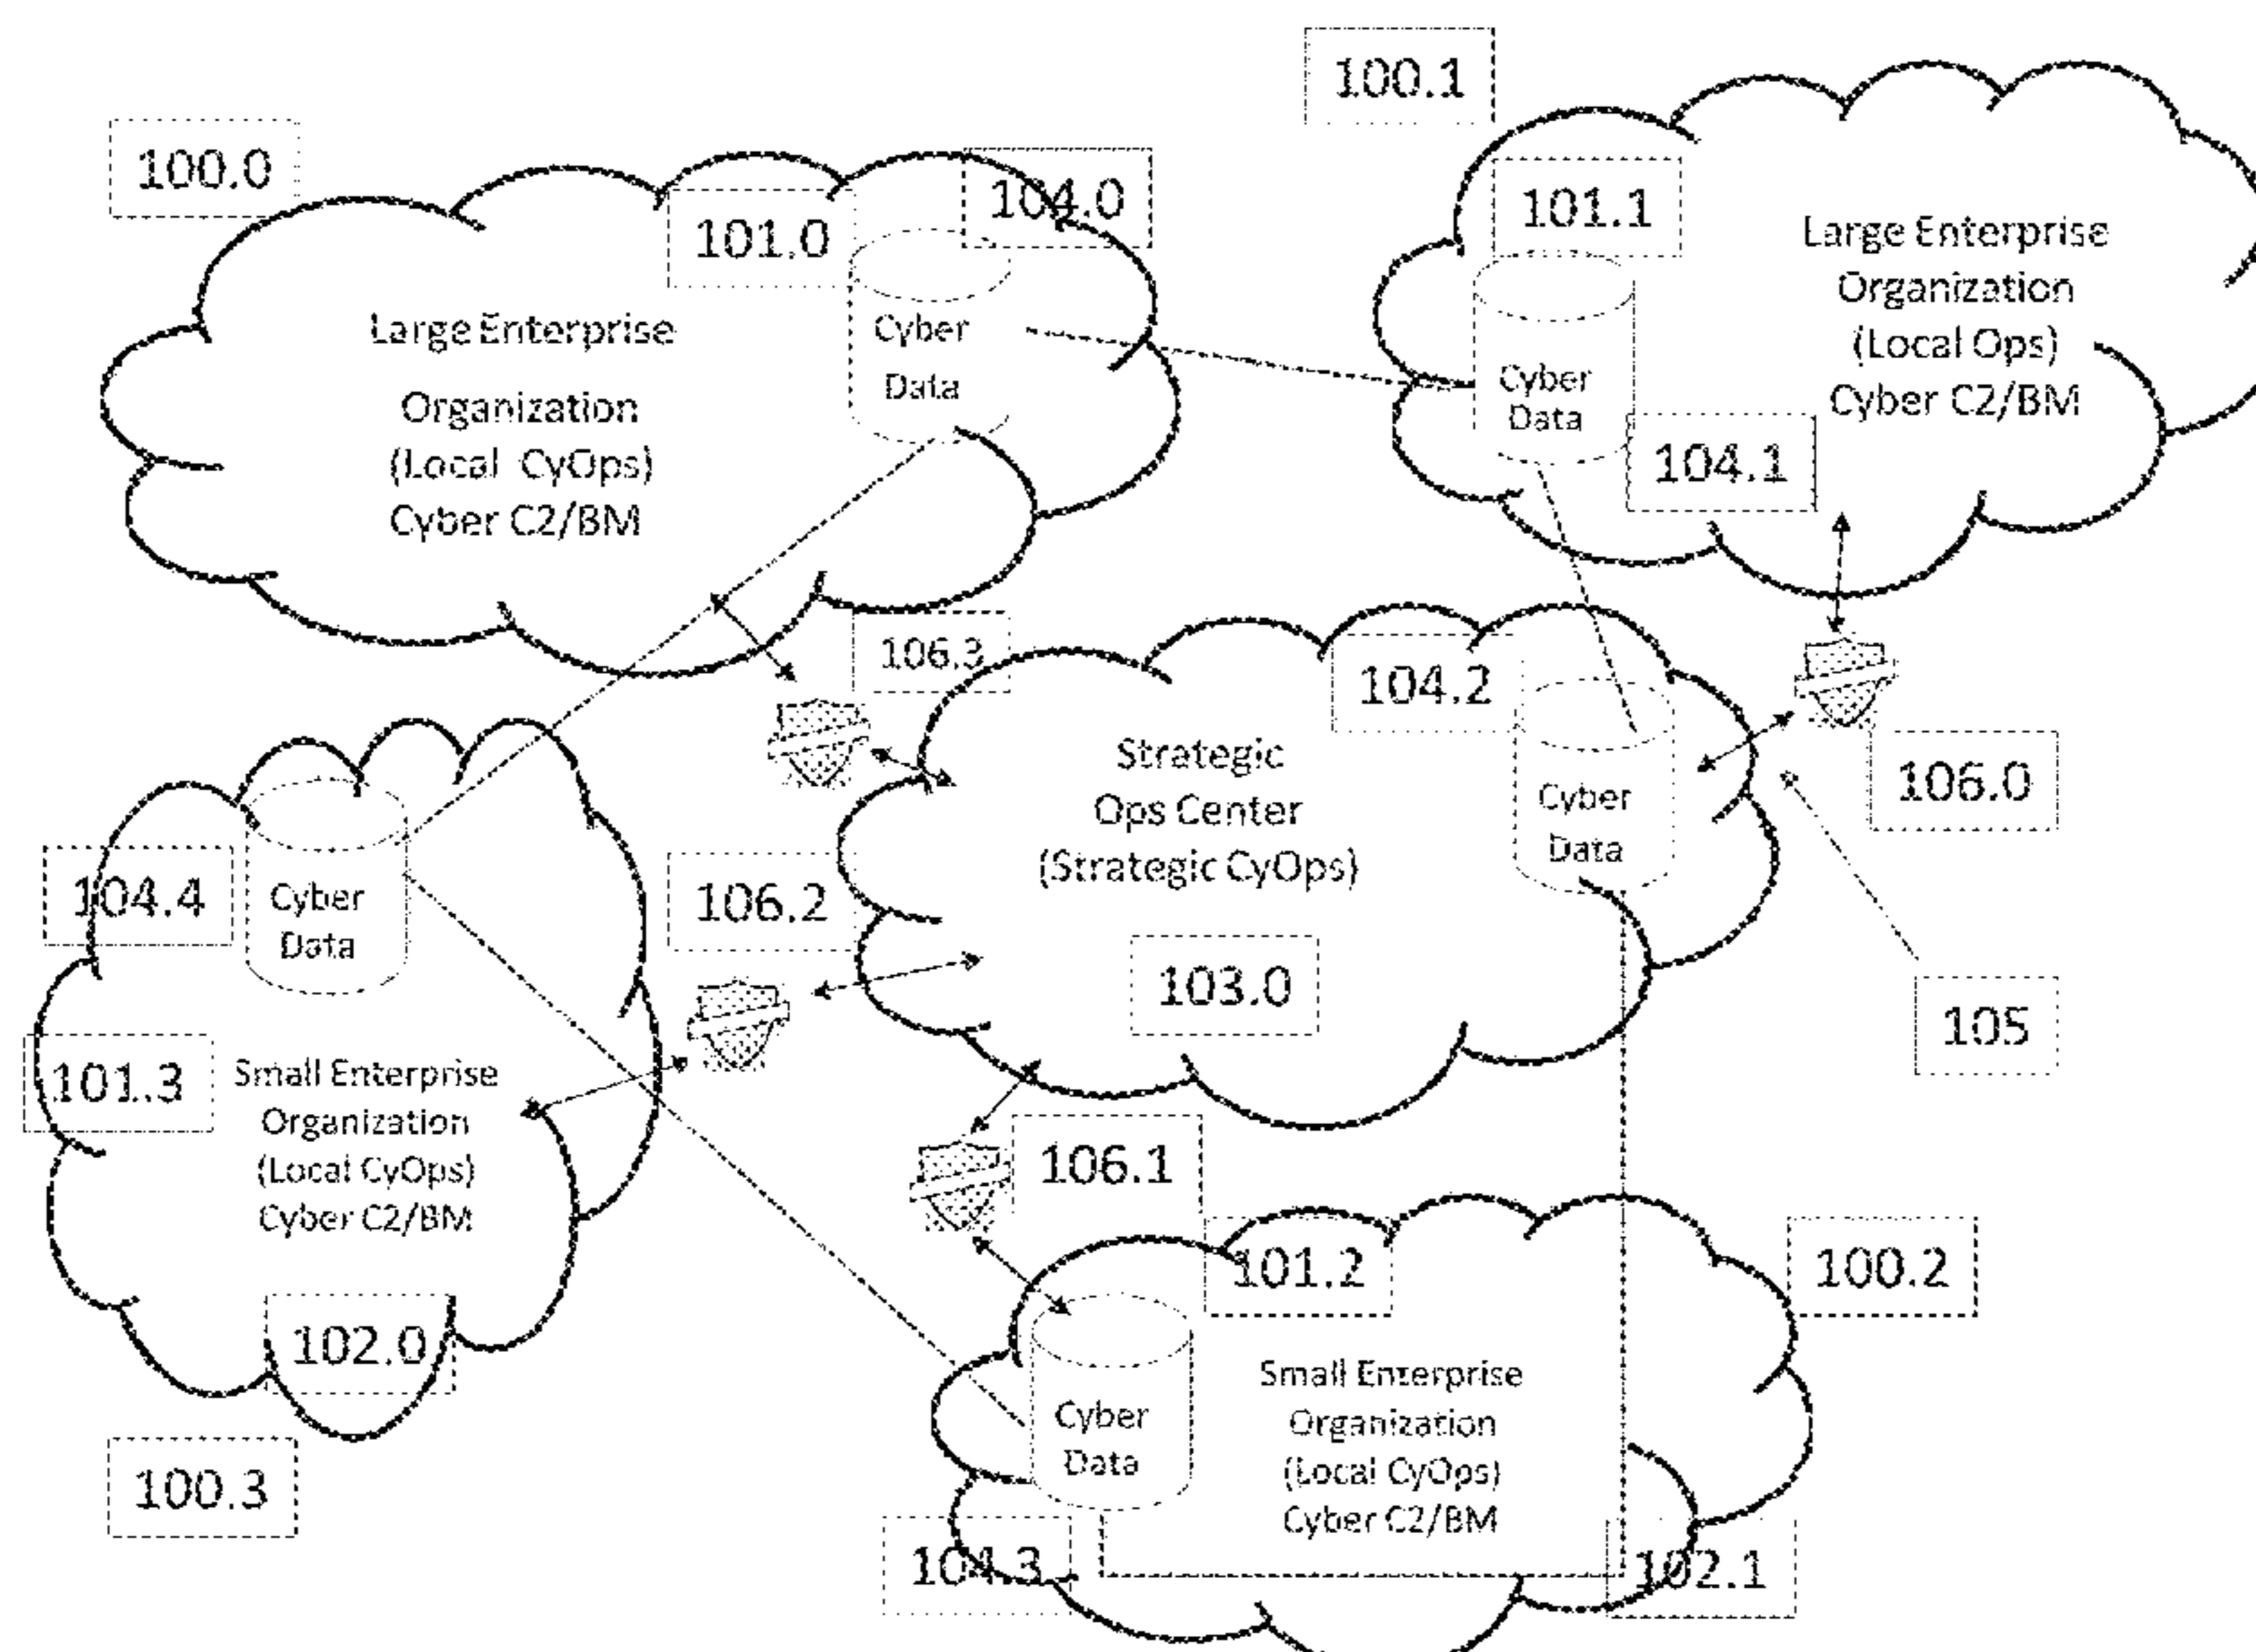 100.1
100.0
104.0
101.0
101.1
Large Enterprise
Organization
(Local Ops)
Cyber C2/BM
Large Enterprise
Organization
(Local CyOps)
Cyber C2/BM
Cyber
Data
Cyber
Data
104.1
106.3
104.2
Strategic
Ops Center
(Strategic CyOps)
Cyber
Data
106.0
104.4
Cyber
Data
106.2
103.0
105
101.3
Small Enterprise
Organization
(Local CyOps)
Cyber C2/BM
106.1
101.2
100.2
102.0
Cyber
Data
Small Enterprise
Organization
(Local CyOps)
Cyber C2/BM
100.3
104.3
102.1